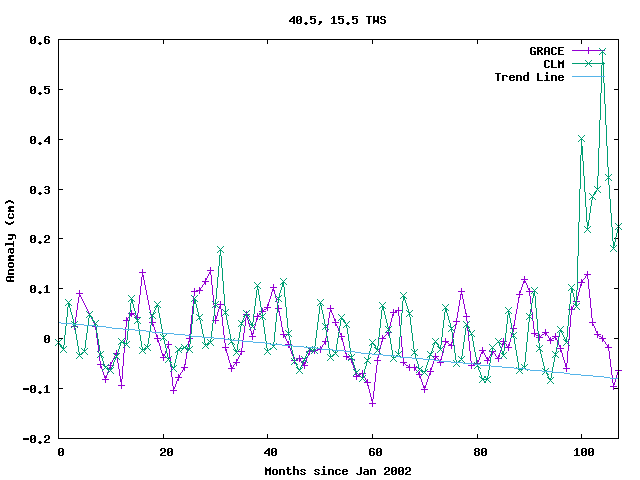 40.5, 15.5 TWS
GRACE
CLM
Trend Line
0.6
0.5
0.4
0.3
0.2
0.1
0
-0.1
-0.2
Anomaly (cm)
0 20 40 60 80 100
Months since Jan 2002